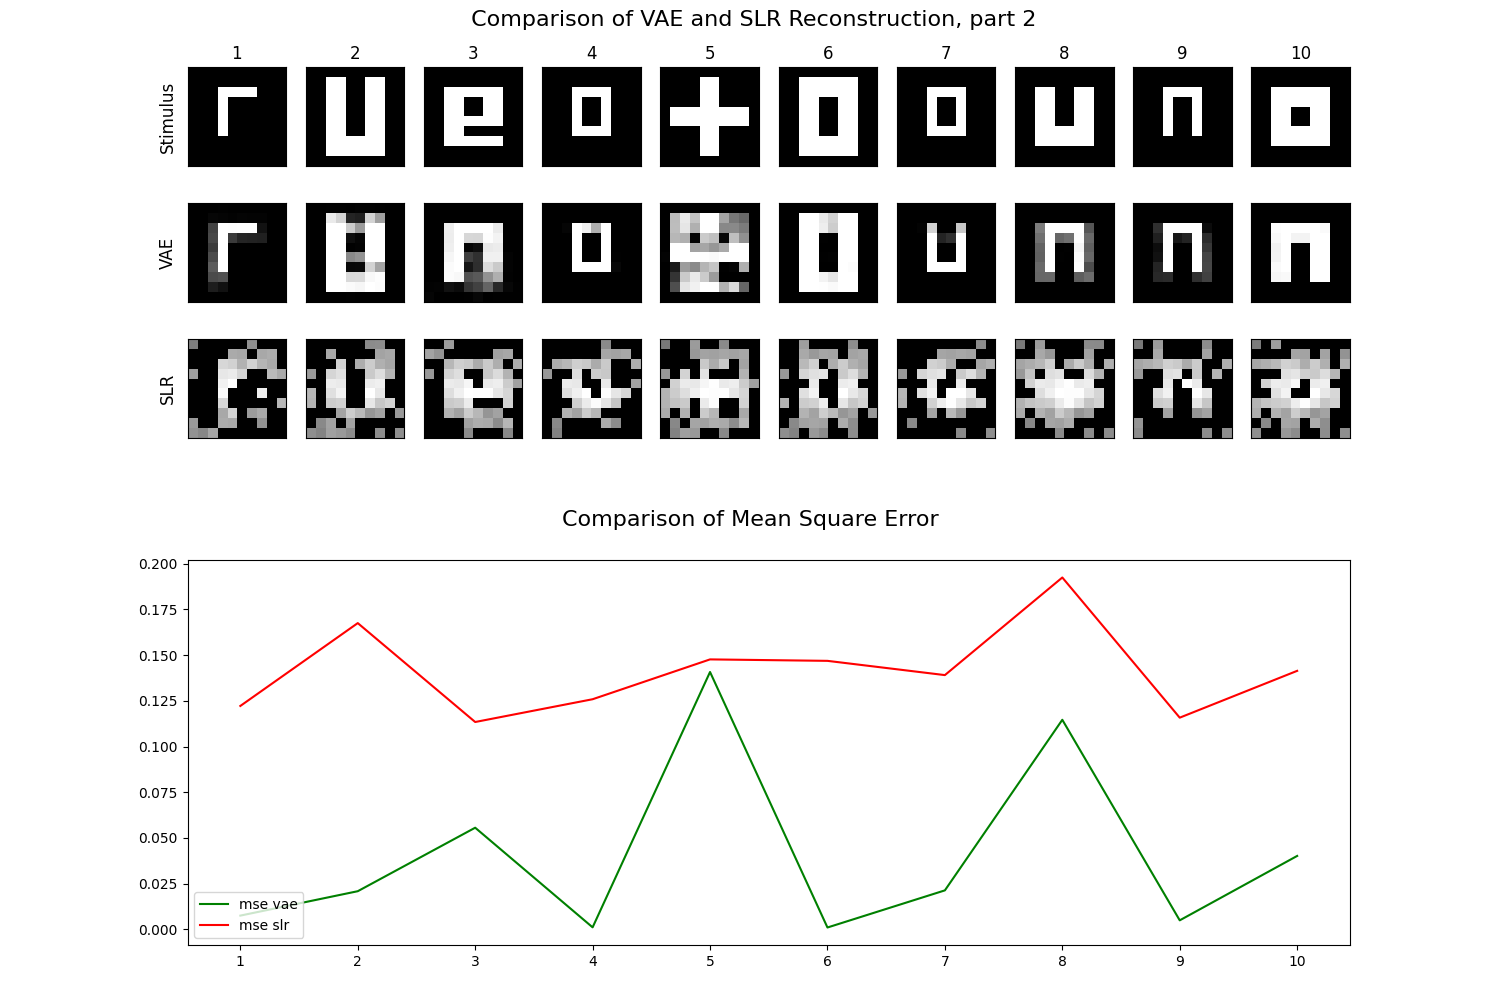 Comparison of VAE and SLR Reconstruction, part 2
1 2 3 4 5 6 7 8 9 10
Stimulus
VAE
SLR
Comparison of Mean Square Error
0.200
0.175
0.150
0.125
0.100
0.075
0.050
0.025
0.000
mse vae
mse slr
1 2 3 4 5 6 7 8 9 10